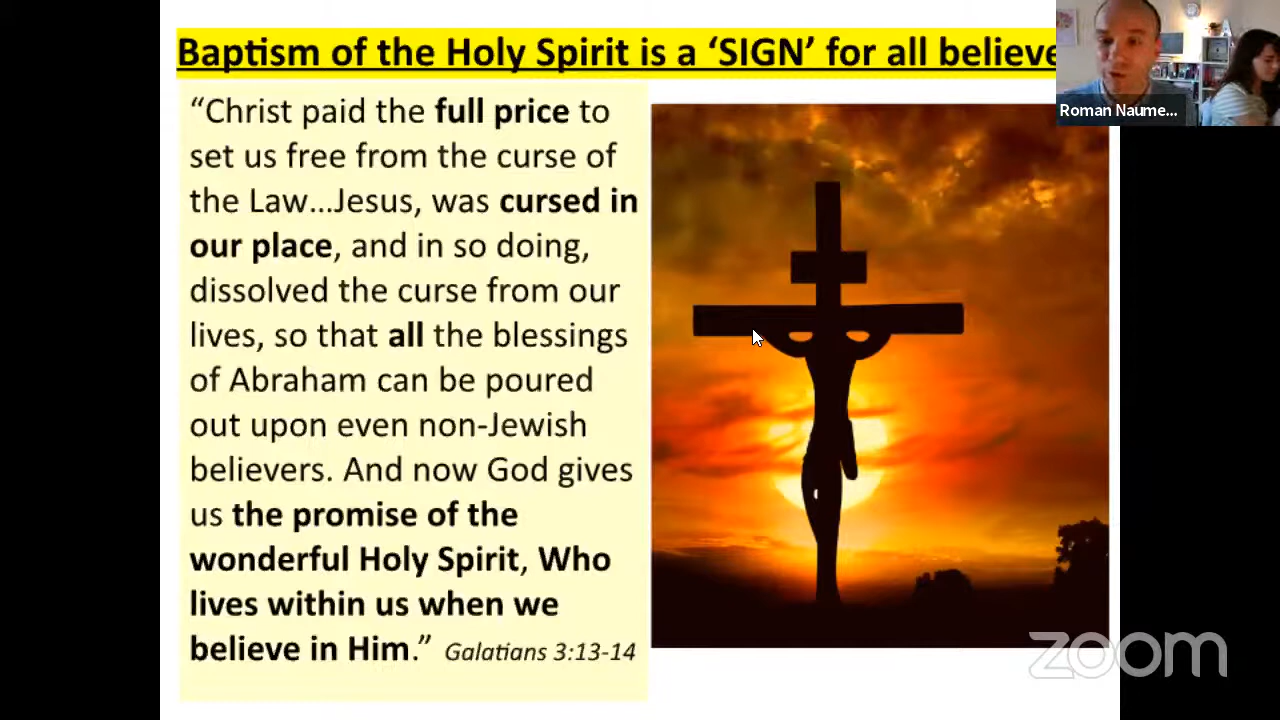 Baptism of the Holy Spirit is a ‘SIGN’ for all believe
Roman Naume...
“Christ paid the full price to
set us free from the curse of
the Law...Jesus, was cursed in
our place, and in so doing,
dissolved the curse from our
lives, so that all the blessings
of Abraham can be poured
out upon even non-Jewish
believers. And now God gives
us the promise of the
wonderful Holy Spirit, Who
lives within us when we
believe in Him.” Galatians 3:13-14
zoom